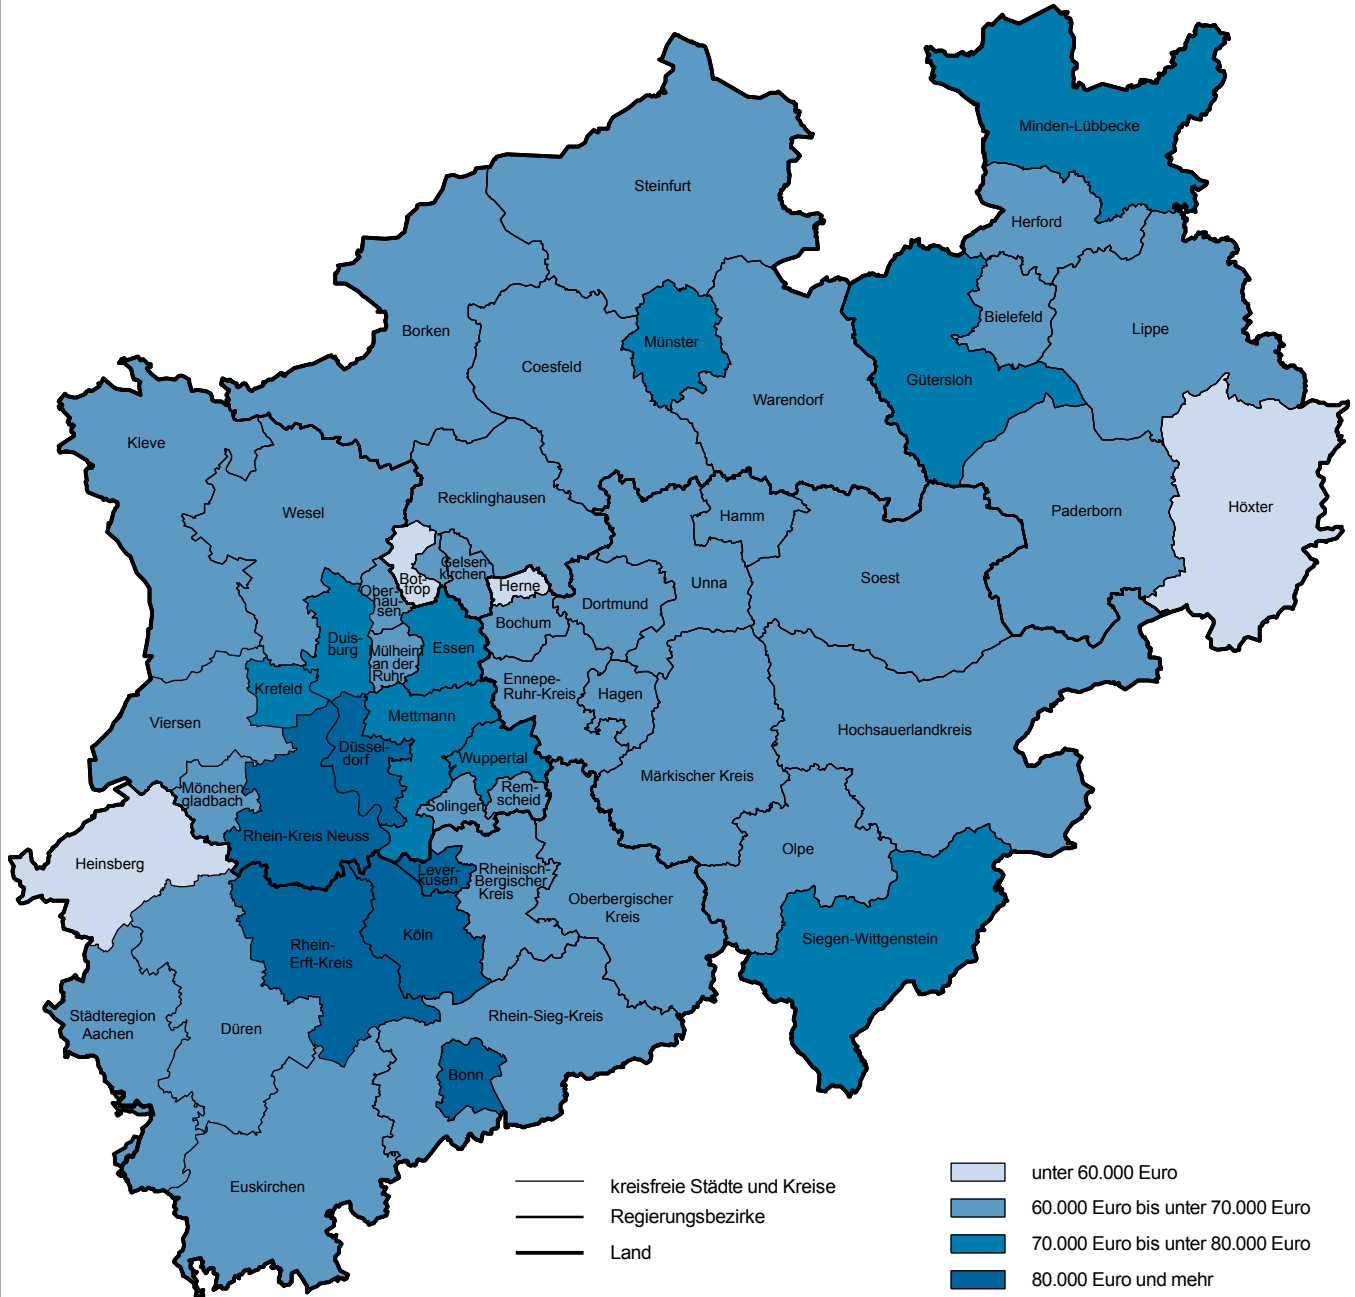 Minden-Lübbecke
Steinfurt
Herford
Bielefeld
Lippe
Borken
Münster
Coesfeld
Gütersloh
Warendorf
Kleve
Recklinghausen
Wesel
Hamm
Paderborn
Höxter
Gelsen-
kirchen
Bot-
trop
Herne
Ober-
hau-
sen
Dortmund
Unna
Soest
Bochum
Duis-
burg
Mülheim
an der
Ruhr
Essen
Krefeld
Ennepe-
Ruhr-Kreis
Hagen
Viersen
Mettmann
Hochsauerlandkreis
Düssel-
dorf
Wuppertal
Märkischer Kreis
Mönchen
gladbach
Solingen
Rem-
scheid
Rhein-Kreis Neuss
Olpe
Heinsberg
Lever-
kusen
Rheinisch-
Bergischer
Kreis
Oberbergischer
Kreis
Köln
Rhein-
Erft-Kreis
Siegen-Wittgenstein
Städteregion
Aachen
Düren
Rhein-Sieg-Kreis
Bonn
Euskirchen
kreisfreie Städte und Kreise
Regierungsbezirke
Land
unter 60.000 Euro
60.000 Euro bis unter 70.000 Euro
70.000 Euro bis unter 80.000 Euro
80.000 Euro und mehr